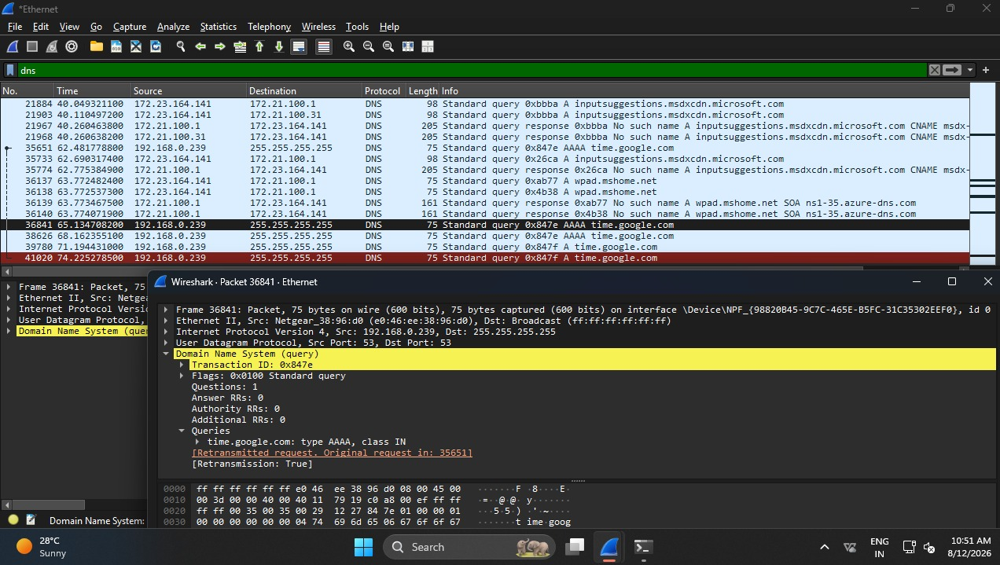 *Ethernet
File Edit View Go Capture Analyze Statistics Telephony Wireless Tools Help
dns
No. Time Source Destination Protocol Length Info
21884 40.049321100 172.23.164.141 172.21.100.1 DNS 98 Standard query 0xbbba A inputsuggestions.msdxcdn.microsoft.com
21903 40.110497200 172.23.164.141 172.21.100.31 DNS 98 Standard query 0xbbba A inputsuggestions.msdxcdn.microsoft.com
21967 40.260463800 172.21.100.1 172.23.164.141 DNS 205 Standard query response 0xbbba No such name A inputsuggestions.msdxcdn.microsoft.com CNAME msdx-
21968 40.260638200 172.21.100.31 172.23.164.141 DNS 205 Standard query response 0xbbba No such name A inputsuggestions.msdxcdn.microsoft.com CNAME msdx-
35651 62.481778800 192.168.0.239 255.255.255.255 DNS 75 Standard query 0x847e AAAA time.google.com
35733 62.690317400 172.23.164.141 172.21.100.1 DNS 98 Standard query 0x26ca A inputsuggestions.msdxcdn.microsoft.com
35774 62.775384900 172.21.100.1 172.23.164.141 DNS 205 Standard query response 0x26ca No such name A inputsuggestions.msdxcdn.microsoft.com CNAME msdx-
36137 63.772482400 172.23.164.141 172.21.100.1 DNS 75 Standard query 0xab77 A wpad.mshome.net
36138 63.772537300 172.23.164.141 172.21.100.1 DNS 75 Standard query 0x4b38 A wpad.mshome.net
36139 63.773467500 172.21.100.1 172.23.164.141 DNS 161 Standard query response 0xab77 No such name A wpad.mshome.net SOA ns1-35.azure-dns.com
36140 63.774071900 172.21.100.1 172.23.164.141 DNS 161 Standard query response 0x4b38 No such name A wpad.mshome.net SOA ns1-35.azure-dns.com
36841 65.134708200 192.168.0.239 255.255.255.255 DNS 75 Standard query 0x847e AAAA time.google.com
38626 68.162355100 192.168.0.239 255.255.255.255 DNS 75 Standard query 0x847e AAAA time.google.com
39780 71.194431000 192.168.0.239 255.255.255.255 DNS 75 Standard query 0x847f A time.google.com
41020 74.225278500 192.168.0.239 255.255.255.255 DNS 75 Standard query 0x847f A time.google.com
Frame 36841: Packet, 75
Ethernet II, Src: Netgea
Internet Protocol Versio
User Datagram Protocol,
Domain Name System (que
Wireshark · Packet 36841 · Ethernet
Frame 36841: Packet, 75 bytes on wire (600 bits), 75 bytes captured (600 bits) on interface \Device\NPF_{98820B45-9C7C-465E-B5FC-31C35302EEF0}, id 0
Ethernet II, Src: Netgear_38:96:d0 (e0:46:ee:38:96:d0), Dst: Broadcast (ff:ff:ff:ff:ff:ff)
Internet Protocol Version 4, Src: 192.168.0.239, Dst: 255.255.255.255
User Datagram Protocol, Src Port: 53, Dst Port: 53
Domain Name System (query)
Transaction ID: 0x847e
Flags: 0x0100 Standard query
Questions: 1
Answer RRs: 0
Authority RRs: 0
Additional RRs: 0
Queries
time.google.com: type AAAA, class IN
[Retransmitted request. Original request in: 35651]
[Retransmission: True]
0000 ff ff ff ff ff ff e0 46 ee 38 96 d0 08 00 45 00 ·······F ·8····E·
0010 00 3d 00 00 40 00 40 11 79 19 c0 a8 00 ef ff ff ·=··@·@· y·······
0020 ff ff 00 35 00 35 00 29 12 27 84 7e 01 00 00 01 ···5·5·) ·'·~····
0030 00 00 00 00 00 00 04 74 69 6d 65 06 67 6f 6f 67 ·······t ime·goog
Domain Name System:
28°C
Sunny
Search
ENG
IN
10:51 AM
8/12/2026